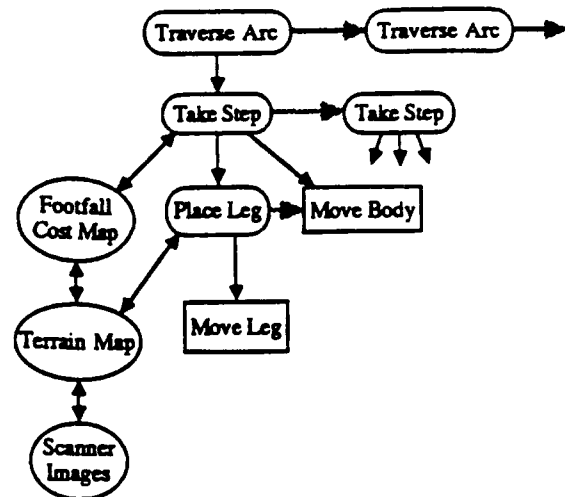 Traverse Arc
Traverse Arc
Take Step
Take Step
Footfall
Cost Map
Place Leg
Move Body
Terrain Map
Move Leg
Scanner
Images